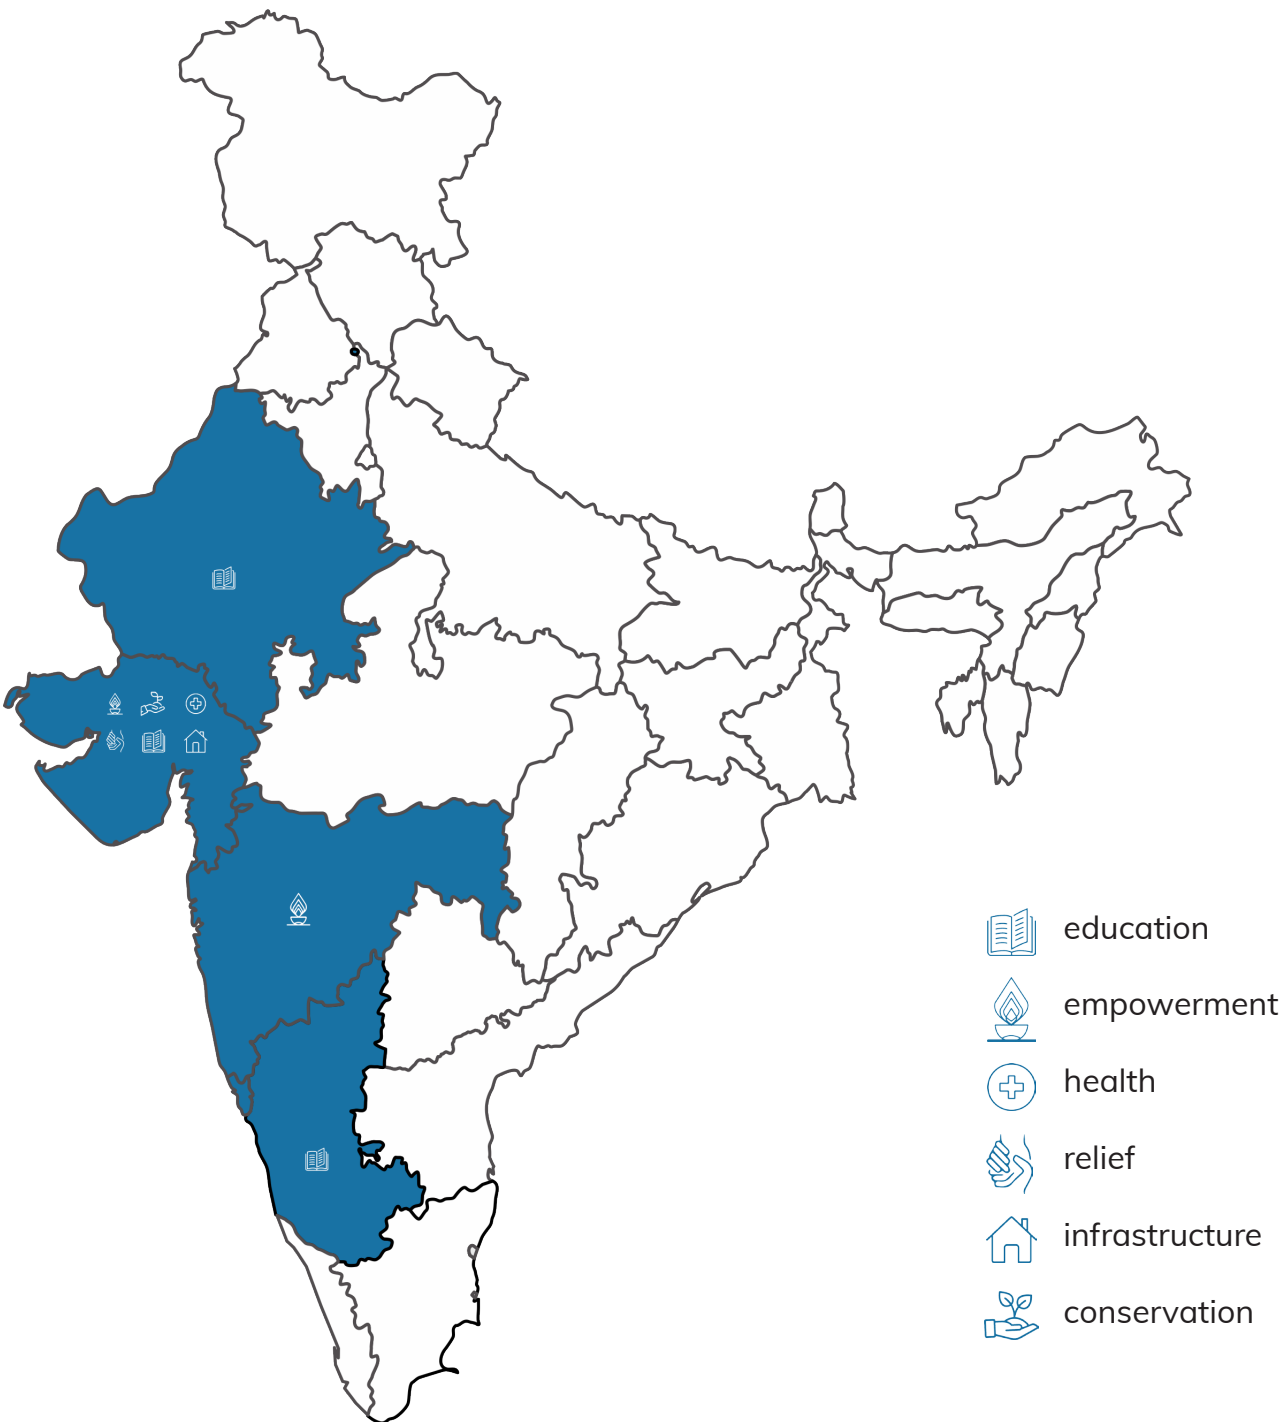 education
empowerment
health
relief
infrastructure
conservation